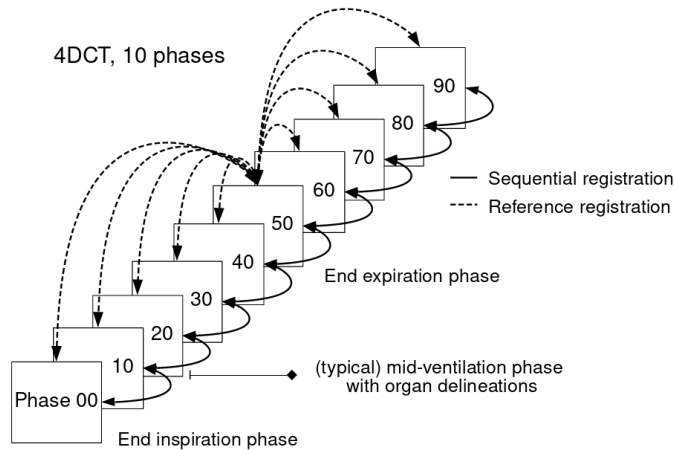 4DCT, 10 phases
90
80
70
60
50
40
30
20
10
Phase 00
Sequential registration
Reference registration
End expiration phase
(typical) mid-ventilation phase
with organ delineations
End inspiration phase